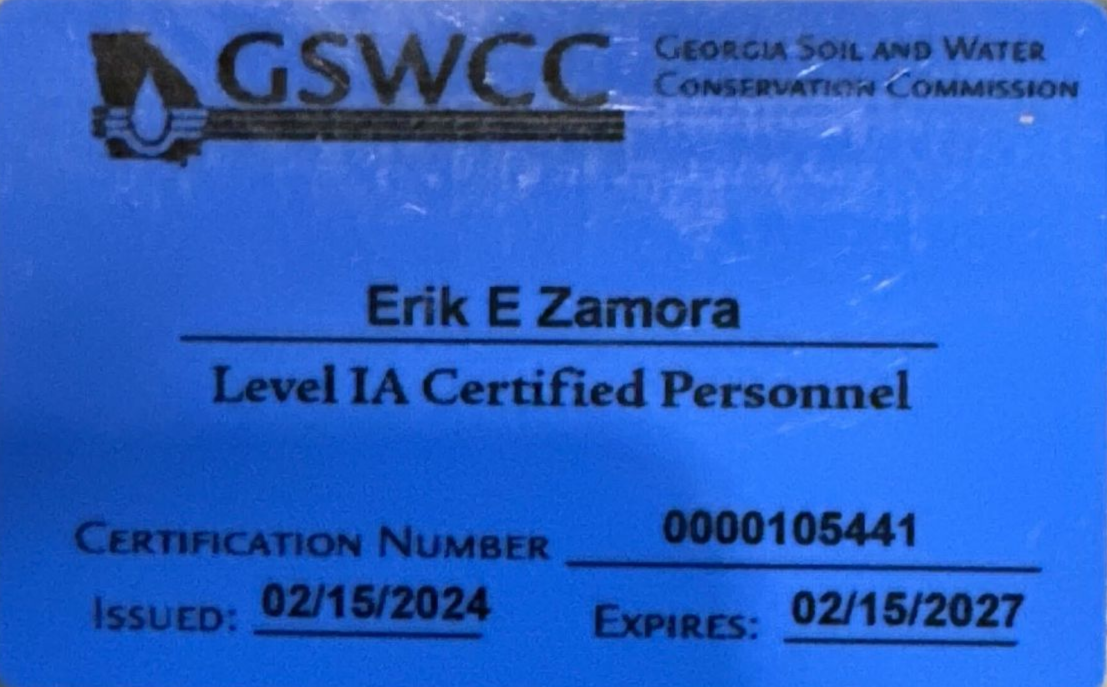 GSWCC
GEORGIA SOIL AND WATER
CONSERVATION COMMISSION
Erik E Zamora
Level IA Certified Personnel
CERTIFICATION NUMBER 0000105441
ISSUED: 02/15/2024 EXPIRES: 02/15/2027